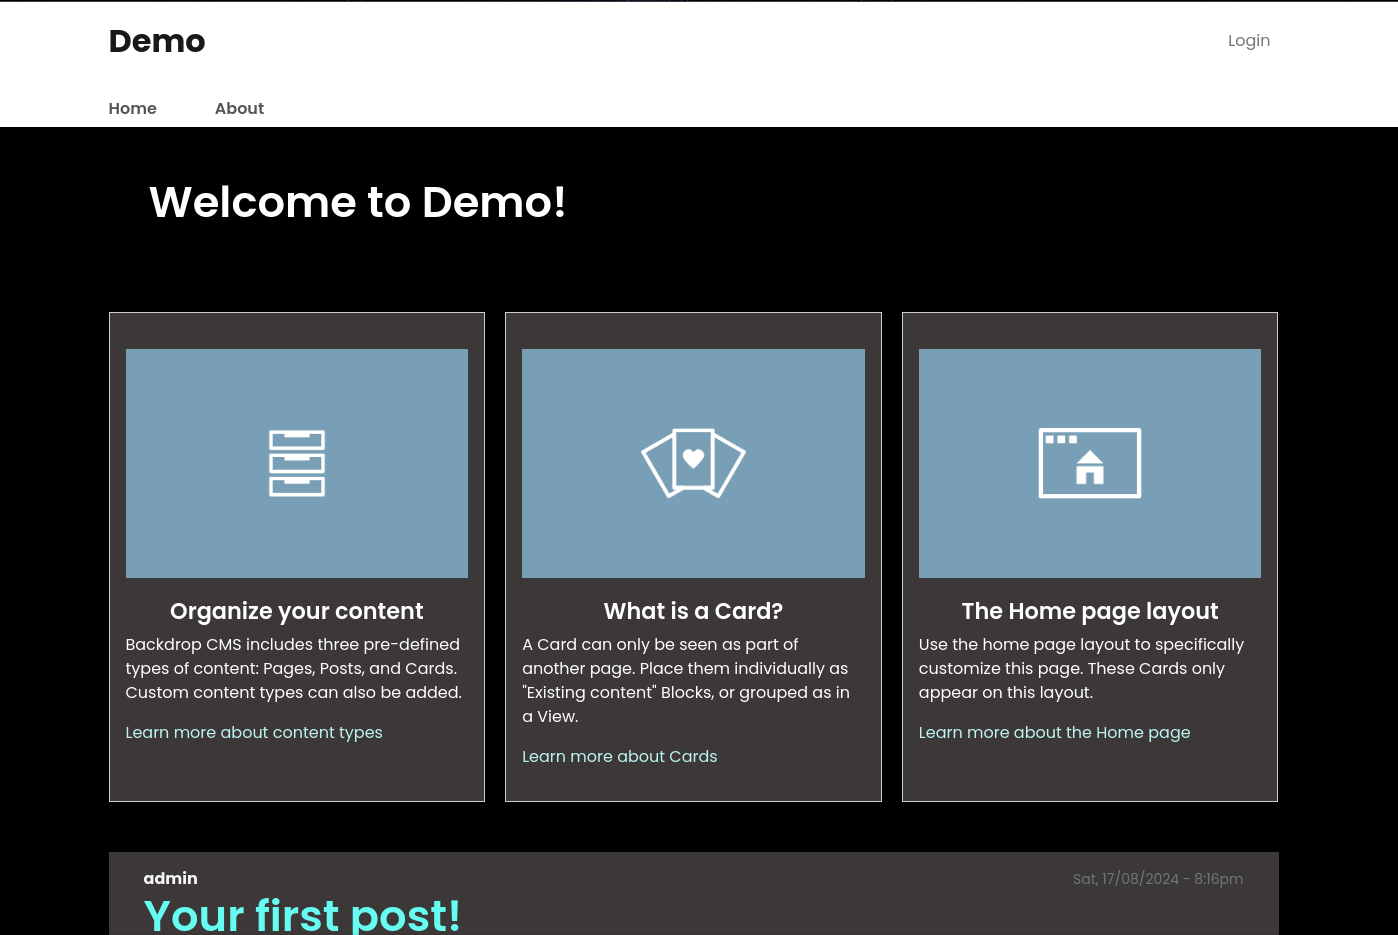 Demo
Login
Home
About
Welcome to Demo!
Organize your content
Backdrop CMS includes three pre-defined
types of content: Pages, Posts, and Cards.
Custom content types can also be added.
Learn more about content types
What is a Card?
A Card can only be seen as part of
another page. Place them individually as
"Existing content" Blocks, or grouped as in
a View.
Learn more about Cards
The Home page layout
Use the home page layout to specifically
customize this page. These Cards only
appear on this layout.
Learn more about the Home page
admin
Sat, 17/08/2024 - 8:16pm
Your first post!